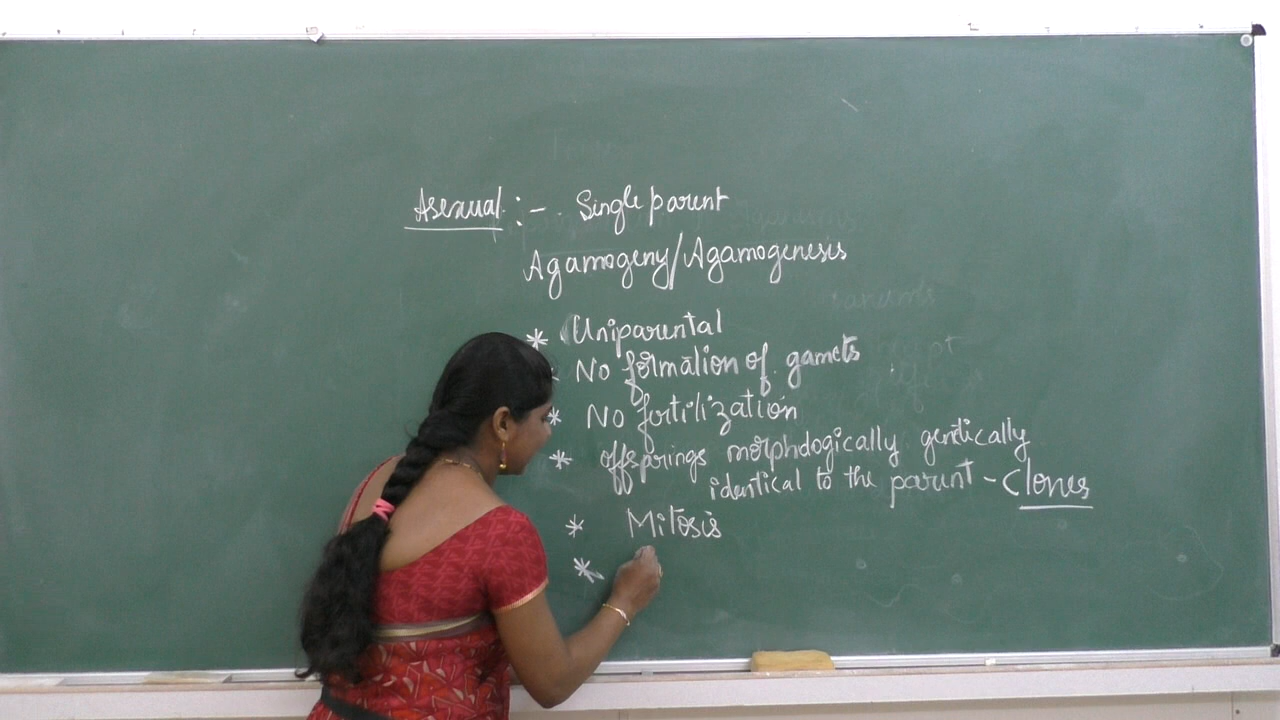 Asexual :- Single parent
Agamogeny/Agamogenesis
* Uniparental
* No formation of gamets
* No fertilization
* offsprings morphologically genetically
identical to the parent - Clones
* Mitosis
*